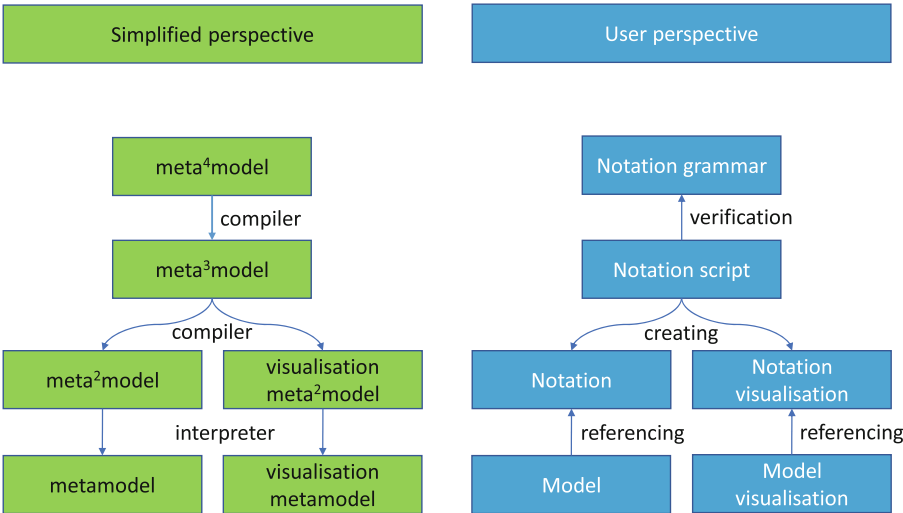 Simplified perspective
User perspective
meta⁴model
compiler
meta³model
compiler
meta²model
visualisation
meta²model
interpreter
metamodel
visualisation
metamodel
Notation grammar
verification
Notation script
creating
Notation
Notation
visualisation
referencing
referencing
Model
Model
visualisation